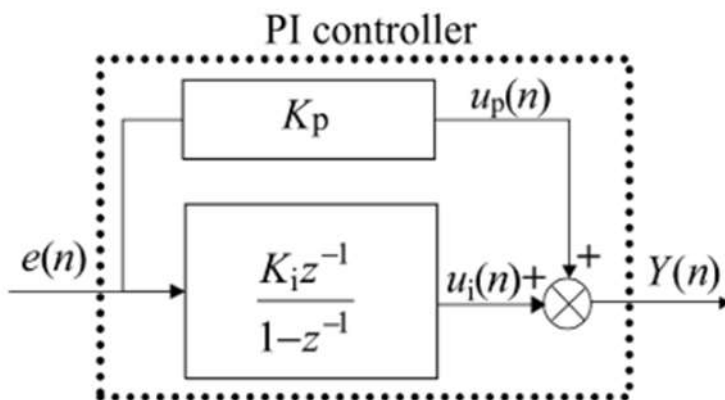 PI controller
Kp
up(n)
e(n)
Kiz⁻¹
1−z⁻¹
ui(n)
+
+
Y(n)